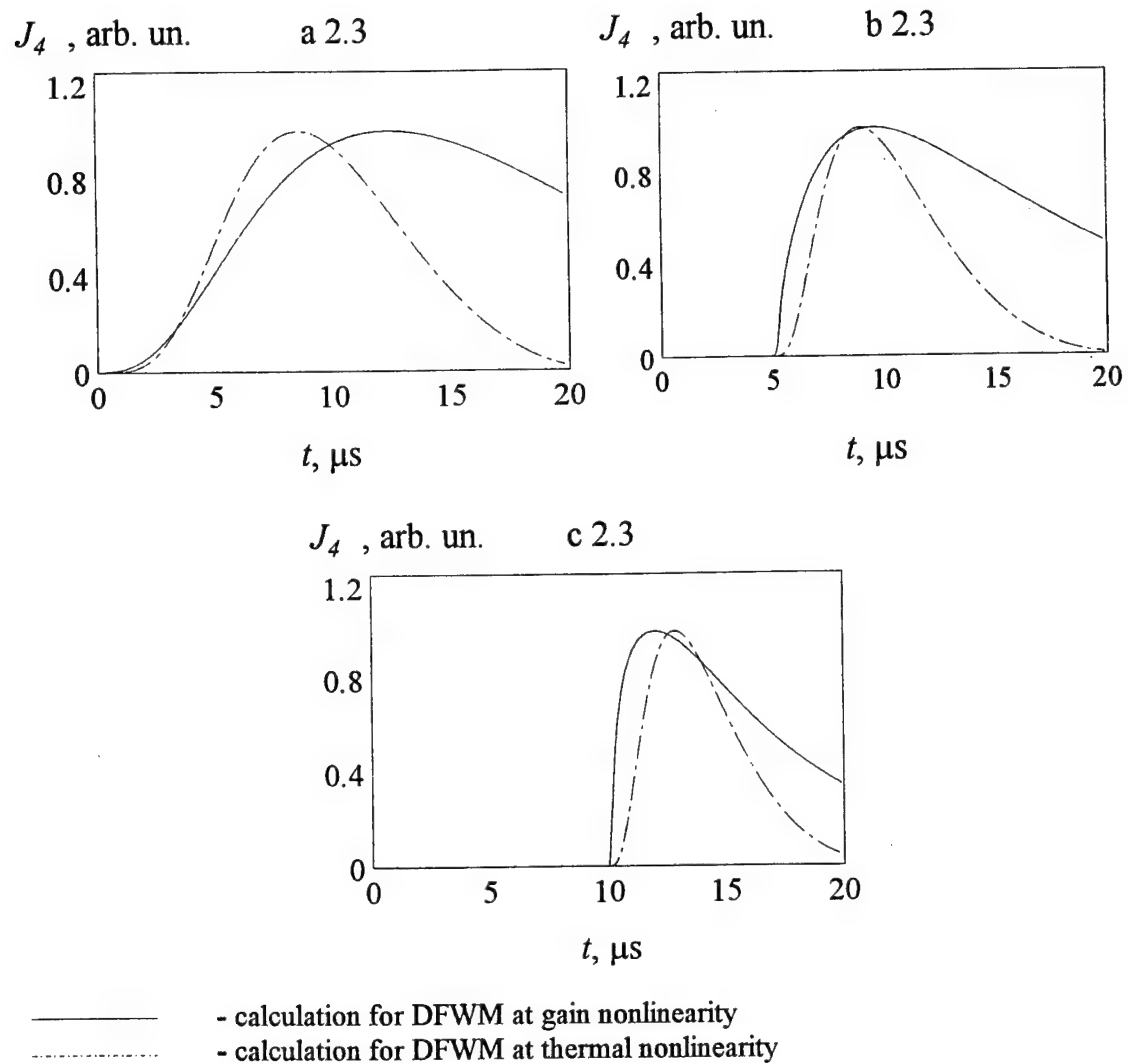 J4 , arb. un. a 2.3
1.2
0.8
0.4
0
0 5 10 15 20
t, μs
J4 , arb. un. b 2.3
1.2
0.8
0.4
0
0 5 10 15 20
t, μs
J4 , arb. un. c 2.3
1.2
0.8
0.4
0
0 5 10 15 20
t, μs
- calculation for DFWM at gain nonlinearity
- calculation for DFWM at thermal nonlinearity